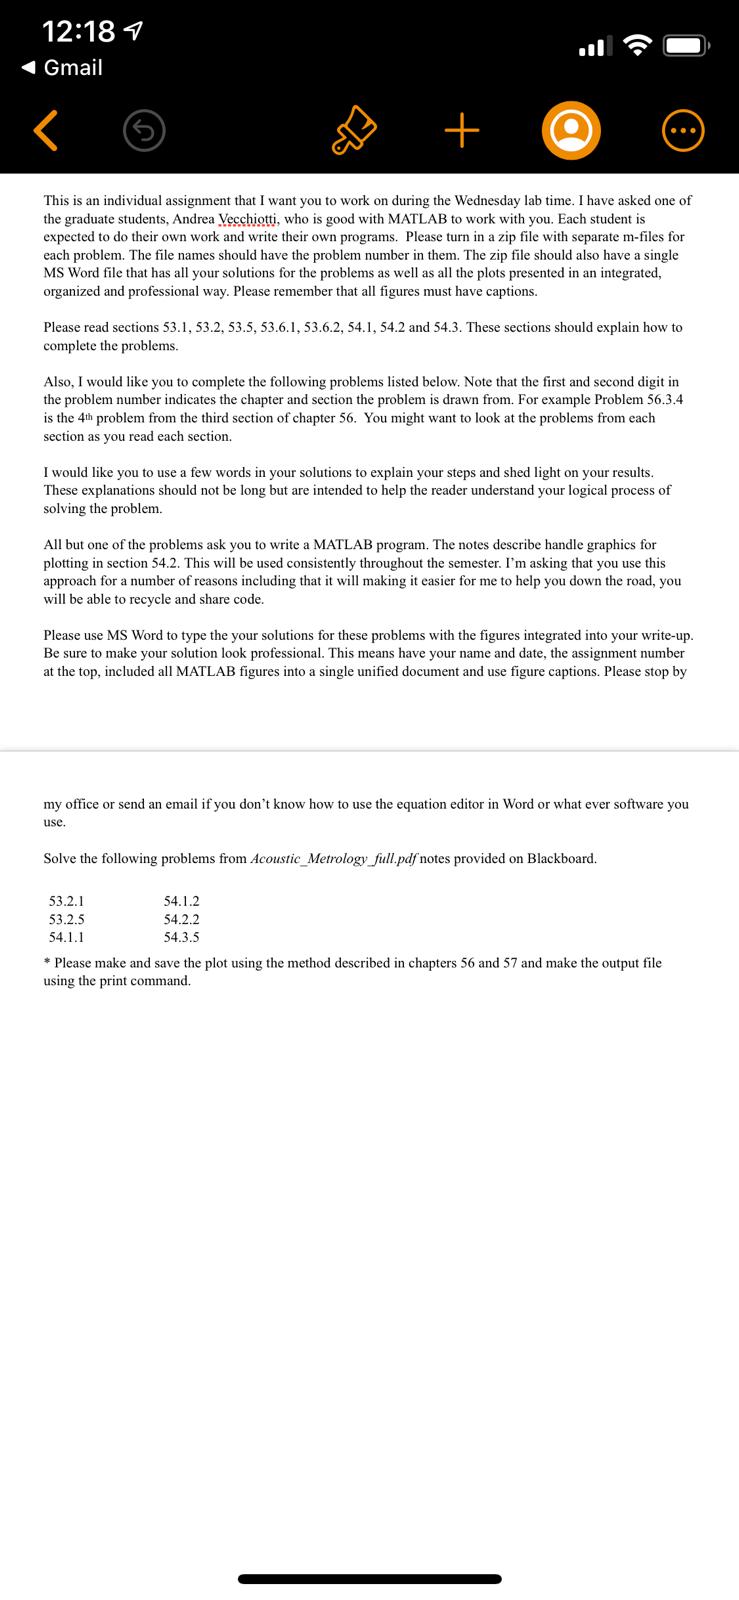 12:18
◀ Gmail
This is an individual assignment that I want you to work on during the Wednesday lab time. I have asked one of
the graduate students, Andrea Vecchiotti, who is good with MATLAB to work with you. Each student is
expected to do their own work and write their own programs.  Please turn in a zip file with separate m-files for
each problem. The file names should have the problem number in them. The zip file should also have a single
MS Word file that has all your solutions for the problems as well as all the plots presented in an integrated,
organized and professional way. Please remember that all figures must have captions.
Please read sections 53.1, 53.2, 53.5, 53.6.1, 53.6.2, 54.1, 54.2 and 54.3. These sections should explain how to
complete the problems.
Also, I would like you to complete the following problems listed below. Note that the first and second digit in
the problem number indicates the chapter and section the problem is drawn from. For example Problem 56.3.4
is the 4th problem from the third section of chapter 56.  You might want to look at the problems from each
section as you read each section.
I would like you to use a few words in your solutions to explain your steps and shed light on your results.
These explanations should not be long but are intended to help the reader understand your logical process of
solving the problem.
All but one of the problems ask you to write a MATLAB program. The notes describe handle graphics for
plotting in section 54.2. This will be used consistently throughout the semester. I'm asking that you use this
approach for a number of reasons including that it will making it easier for me to help you down the road, you
will be able to recycle and share code.
Please use MS Word to type the your solutions for these problems with the figures integrated into your write-up.
Be sure to make your solution look professional. This means have your name and date, the assignment number
at the top, included all MATLAB figures into a single unified document and use figure captions. Please stop by
my office or send an email if you don't know how to use the equation editor in Word or what ever software you
use.
Solve the following problems from Acoustic_Metrology_full.pdf notes provided on Blackboard.
53.2.1 54.1.2
53.2.5 54.2.2
54.1.1 54.3.5
* Please make and save the plot using the method described in chapters 56 and 57 and make the output file
using the print command.